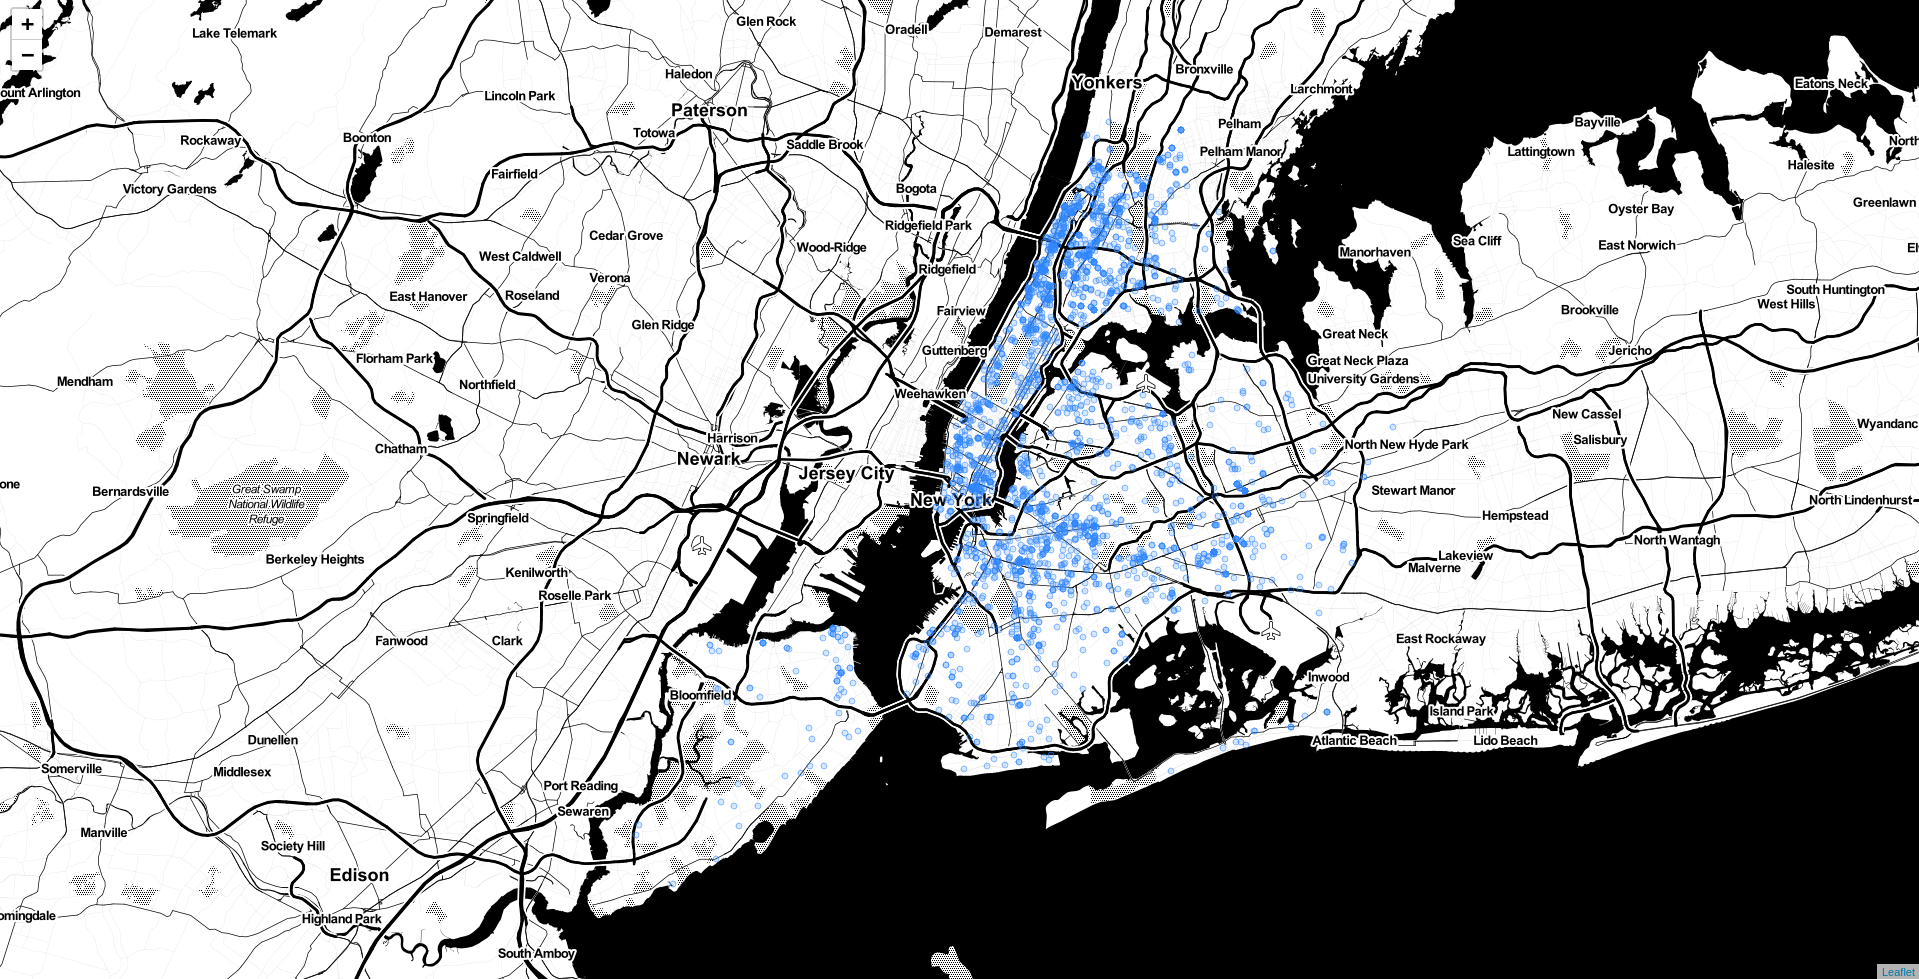 +
Lake Telemark
Glen Rock
Oradell
Demarest
−
Haledon
Yonkers
Bronxville
Larchmont
Eatons Neck
ount Arlington
Lincoln Park
Paterson
Pelham
Bayville
Rockaway
Boonton
Totowa
Saddle Brook
Pelham Manor
Lattingtown
North
Halesite
Victory Gardens
Fairfield
Bogota
Greenlawn
Oyster Bay
Cedar Grove
Ridgefield Park
Sea Cliff
East Norwich
El
West Caldwell
Wood-Ridge
Manorhaven
Verona
Ridgefield
East Hanover
Roseland
South Huntington
West Hills
Glen Ridge
Fairview
Brookville
Great Neck
Florham Park
Guttenberg
Great Neck Plaza
Jericho
Mendham
Northfield
Weehawken
University Gardens
New Cassel
Wyandanc
Chatham
Harrison
North New Hyde Park
Salisbury
Newark
Jersey City
one
Bernardsville
Great Swamp
National Wildlife
Refuge
New York
Stewart Manor
North Lindenhurst
Springfield
Hempstead
Berkeley Heights
Lakeview
North Wantagh
Kenilworth
Malverne
Roselle Park
Fanwood
Clark
East Rockaway
Bloomfield
Inwood
Island Park
Dunellen
Atlantic Beach
Lido Beach
Somerville
Middlesex
Port Reading
Sewaren
Manville
Society Hill
Edison
omingdale
Highland Park
South Amboy
Leaflet